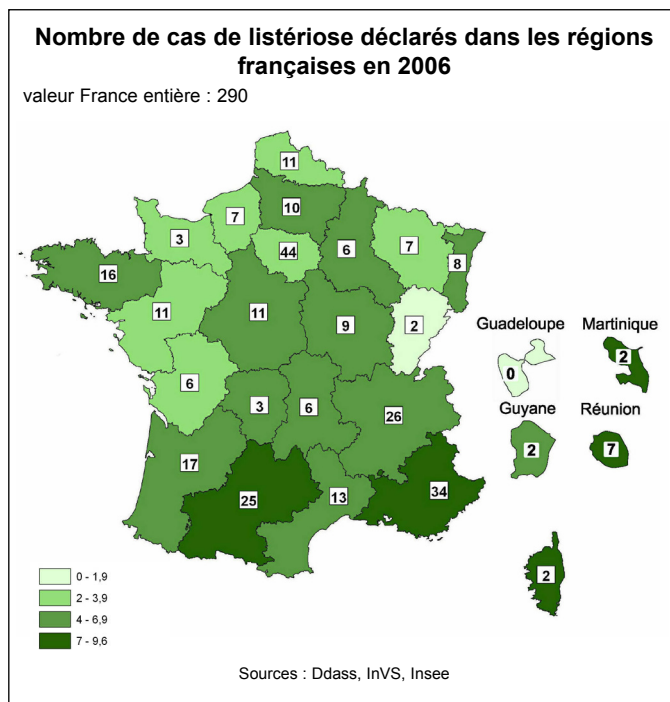 Nombre de cas de listériose déclarés dans les régions
françaises en 2006
valeur France entière : 290
11
10
7
3
44
6
7
8
16
11
11
9
2
Guadeloupe
Martinique
0
2
6
3
6
26
Guyane
Réunion
2
7
17
25
13
34
2
0 - 1,9
2 - 3,9
4 - 6,9
7 - 9,6
Sources : Ddass, InVS, Insee